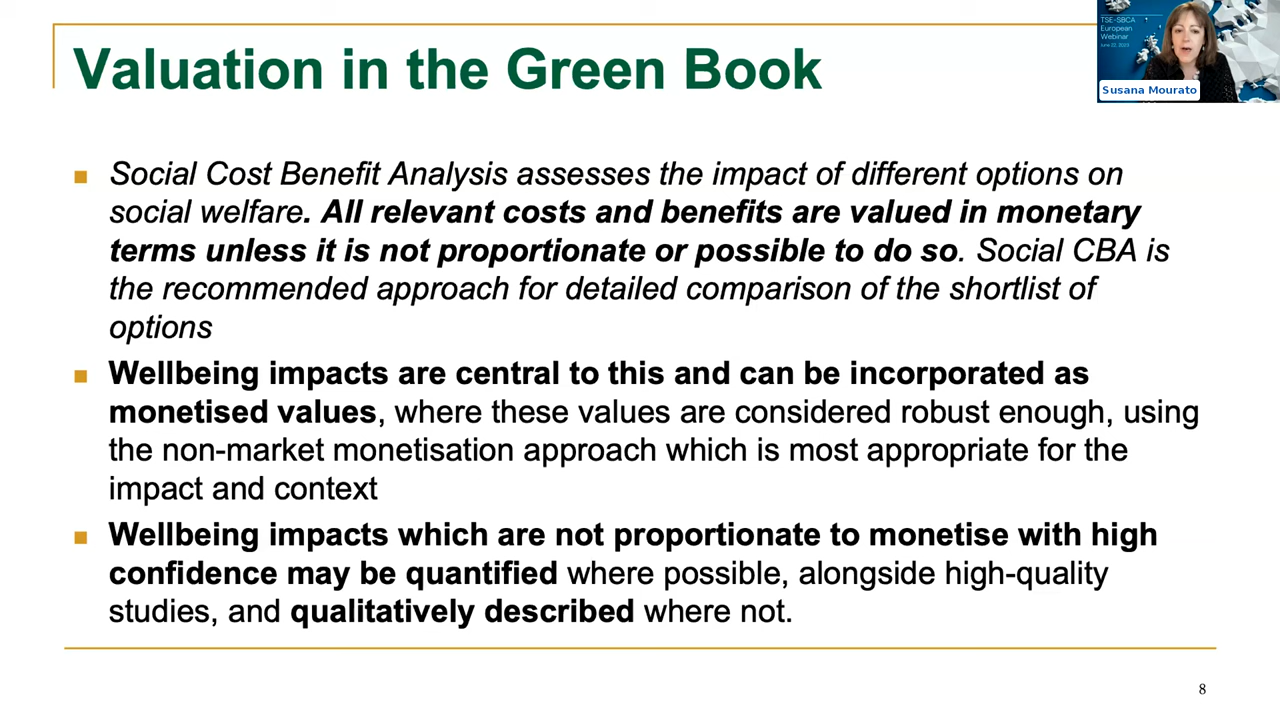 Valuation in the Green Book
TSE-SBCA
European
Webinar
June 22, 2023
Susana Mourato
Social Cost Benefit Analysis assesses the impact of different options on
social welfare. All relevant costs and benefits are valued in monetary
terms unless it is not proportionate or possible to do so. Social CBA is
the recommended approach for detailed comparison of the shortlist of
options
Wellbeing impacts are central to this and can be incorporated as
monetised values, where these values are considered robust enough, using
the non-market monetisation approach which is most appropriate for the
impact and context
Wellbeing impacts which are not proportionate to monetise with high
confidence may be quantified where possible, alongside high-quality
studies, and qualitatively described where not.
8